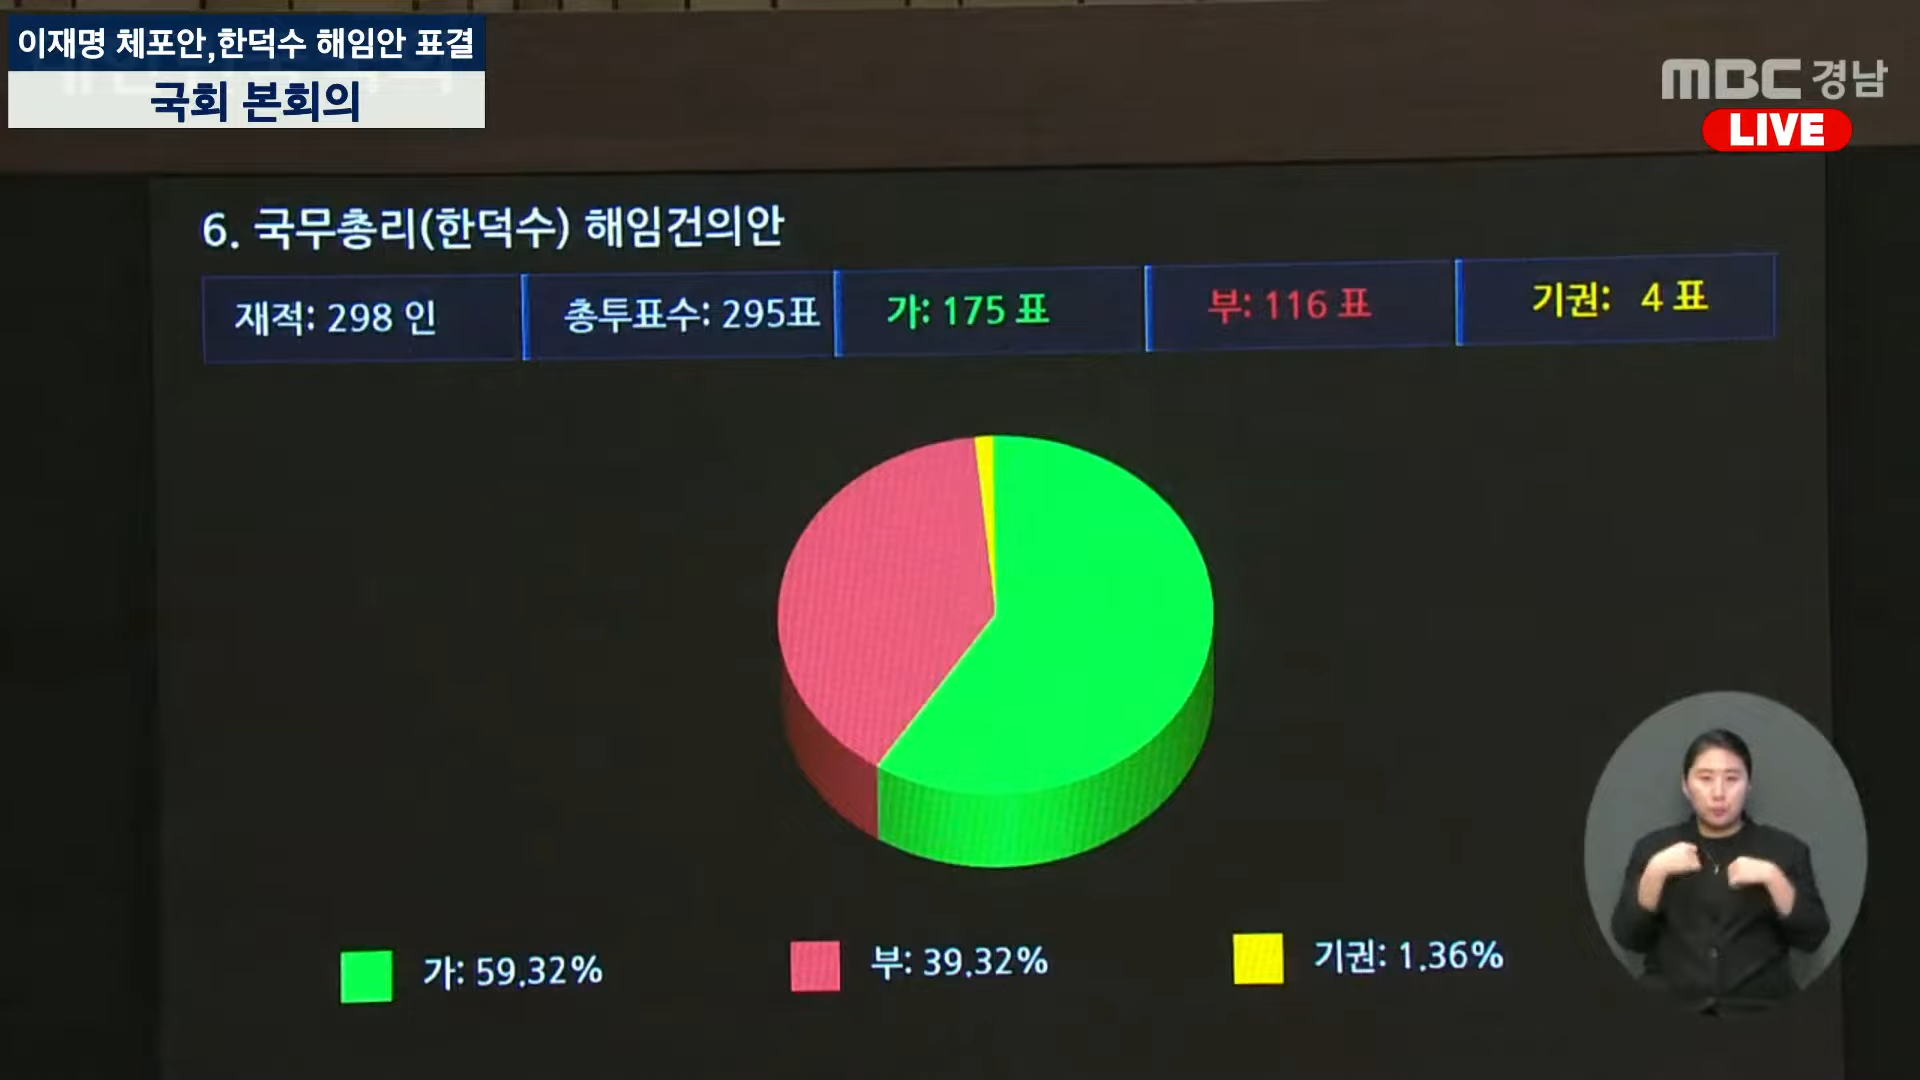 이재명 체포안,한덕수 해임안 표결
국회 본회의
MBC 경남
LIVE
6. 국무총리(한덕수) 해임건의안
재적: 298 인 총투표수: 295표 가: 175 표 부: 116 표 기권: 4 표
가: 59.32% 부: 39.32% 기권: 1.36%